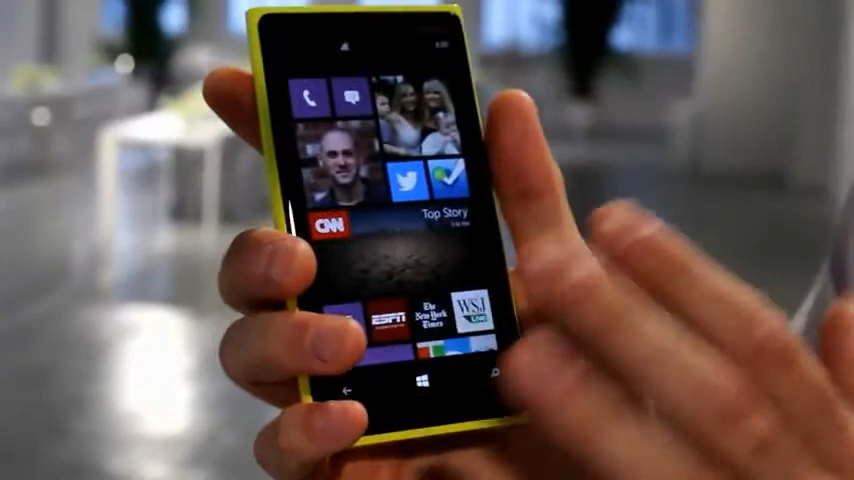 CNN
Top Story
ESPN
The
New York
Times
WSJ
LIVE